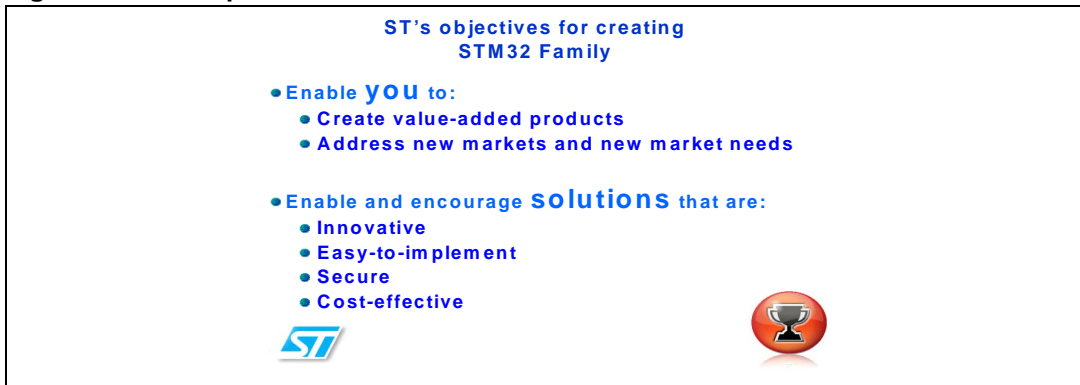 ST's objectives for creating
STM32 Family
Enable you to:
Create value-added products
Address new markets and new market needs
Enable and encourage solutions that are:
Innovative
Easy-to-implement
Secure
Cost-effective
ST